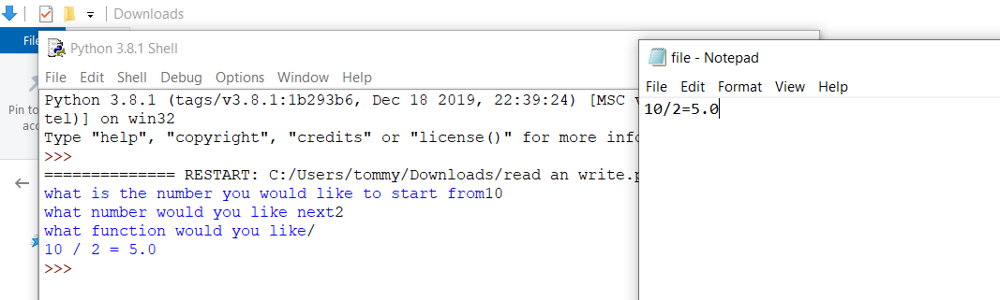 Downloads
File
Pin to
Python 3.8.1 Shell
File Edit Shell Debug Options Window Help
Python 3.8.1 (tags/v3.8.1:1b293b6, Dec 18 2019, 22:39:24) [MSC
tel)] on win32
Type "help", "copyright", "credits" or "license()" for more
>>>
============== RESTART: C:/Users/tommy/Downloads/read an
what is the number you would like to start from10
what number would you like next2
what function would you like/
10 / 2 = 5.0
>>>
file - Notepad
File Edit Format View Help
10/2=5.0